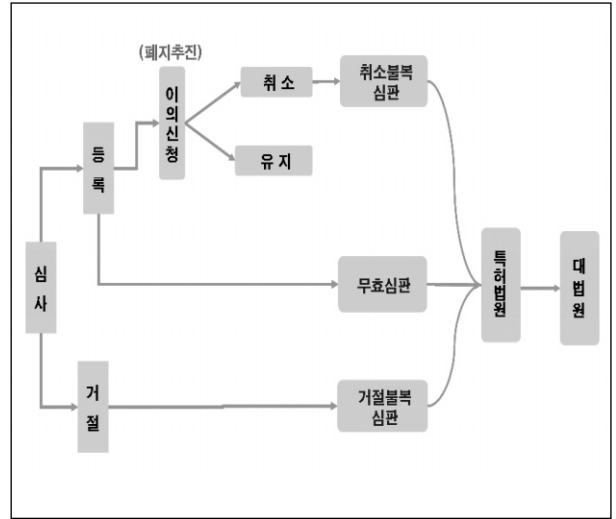 (폐지추진)
이의신청
취 소
취소불복
심판
유 지
등 록
심 사
무효심판
특허법원
대법원
거 절
거절불복
심판